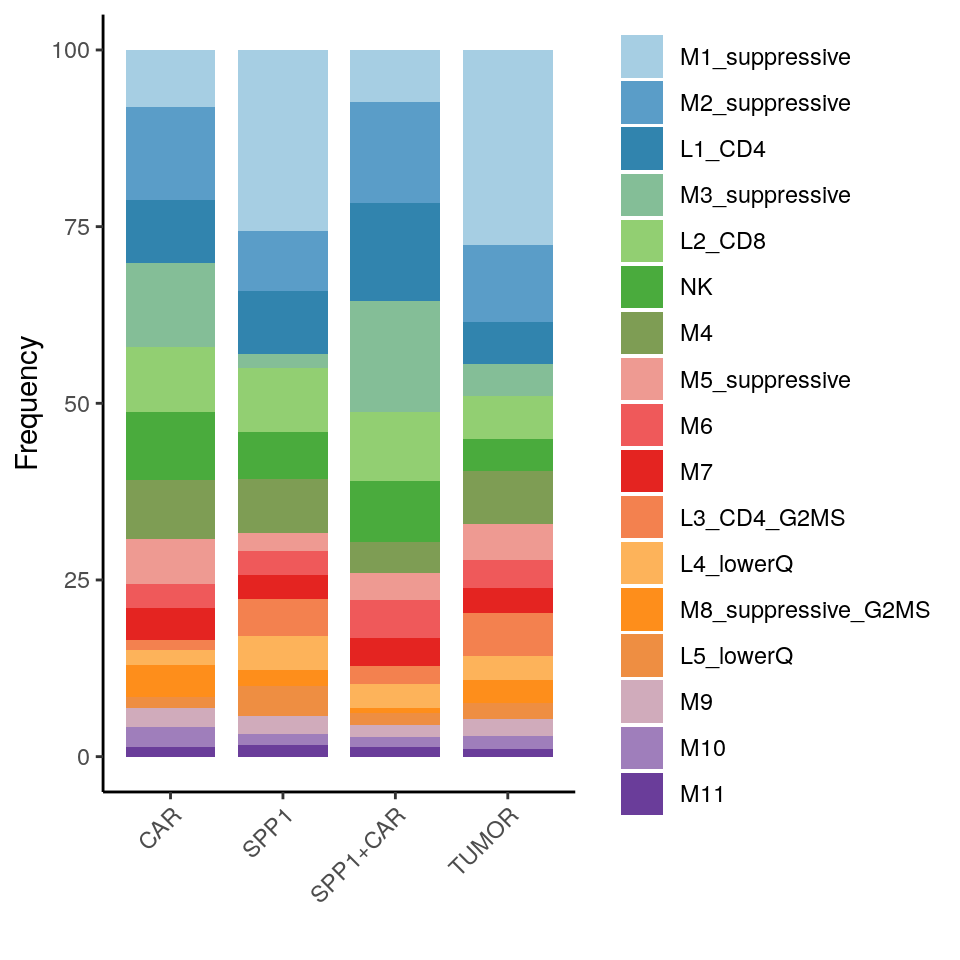 Frequency
100
75
50
25
0
CAR
SPP1
SPP1+CAR
TUMOR
M1_suppressive
M2_suppressive
L1_CD4
M3_suppressive
L2_CD8
NK
M4
M5_suppressive
M6
M7
L3_CD4_G2MS
L4_lowerQ
M8_suppressive_G2MS
L5_lowerQ
M9
M10
M11